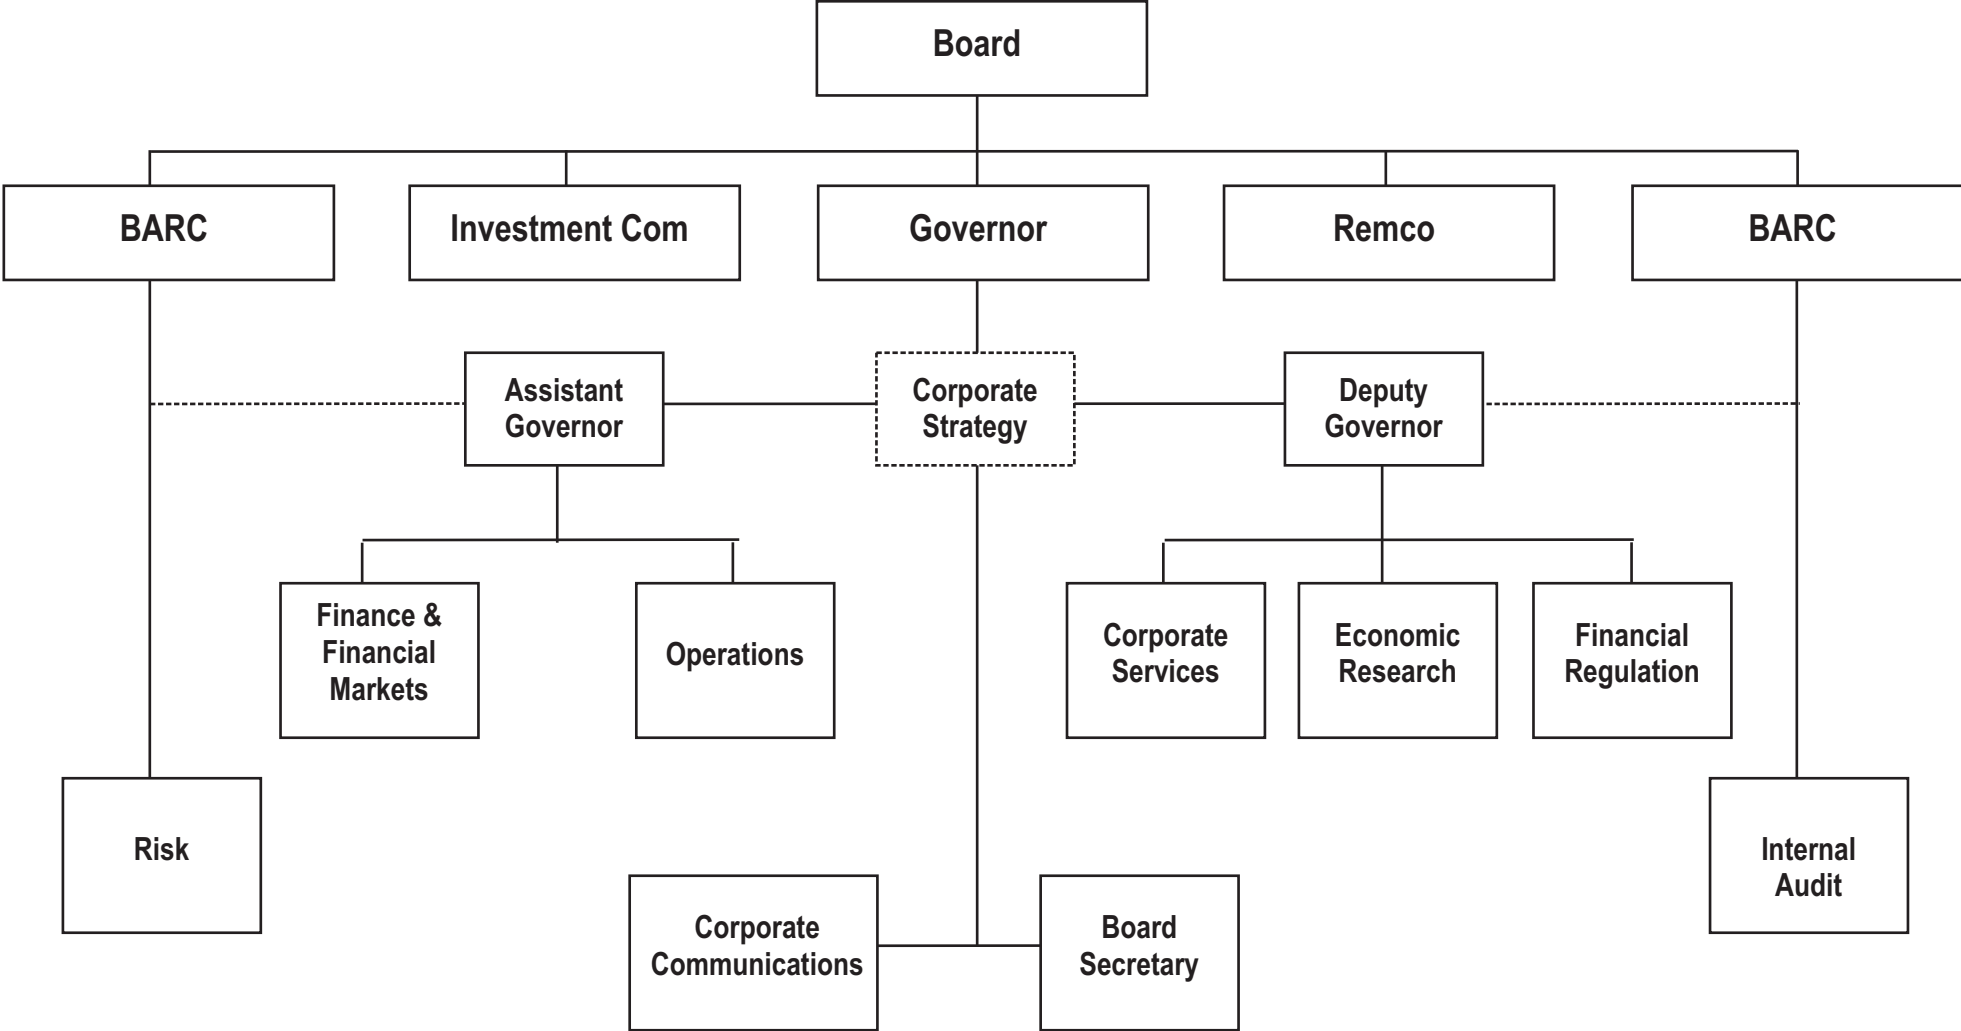 Board
BARC
Investment Com
Governor
Remco
BARC
Assistant
Governor
Corporate
Strategy
Deputy
Governor
Finance &
Financial
Markets
Operations
Corporate
Services
Economic
Research
Financial
Regulation
Risk
Internal
Audit
Corporate
Communications
Board
Secretary